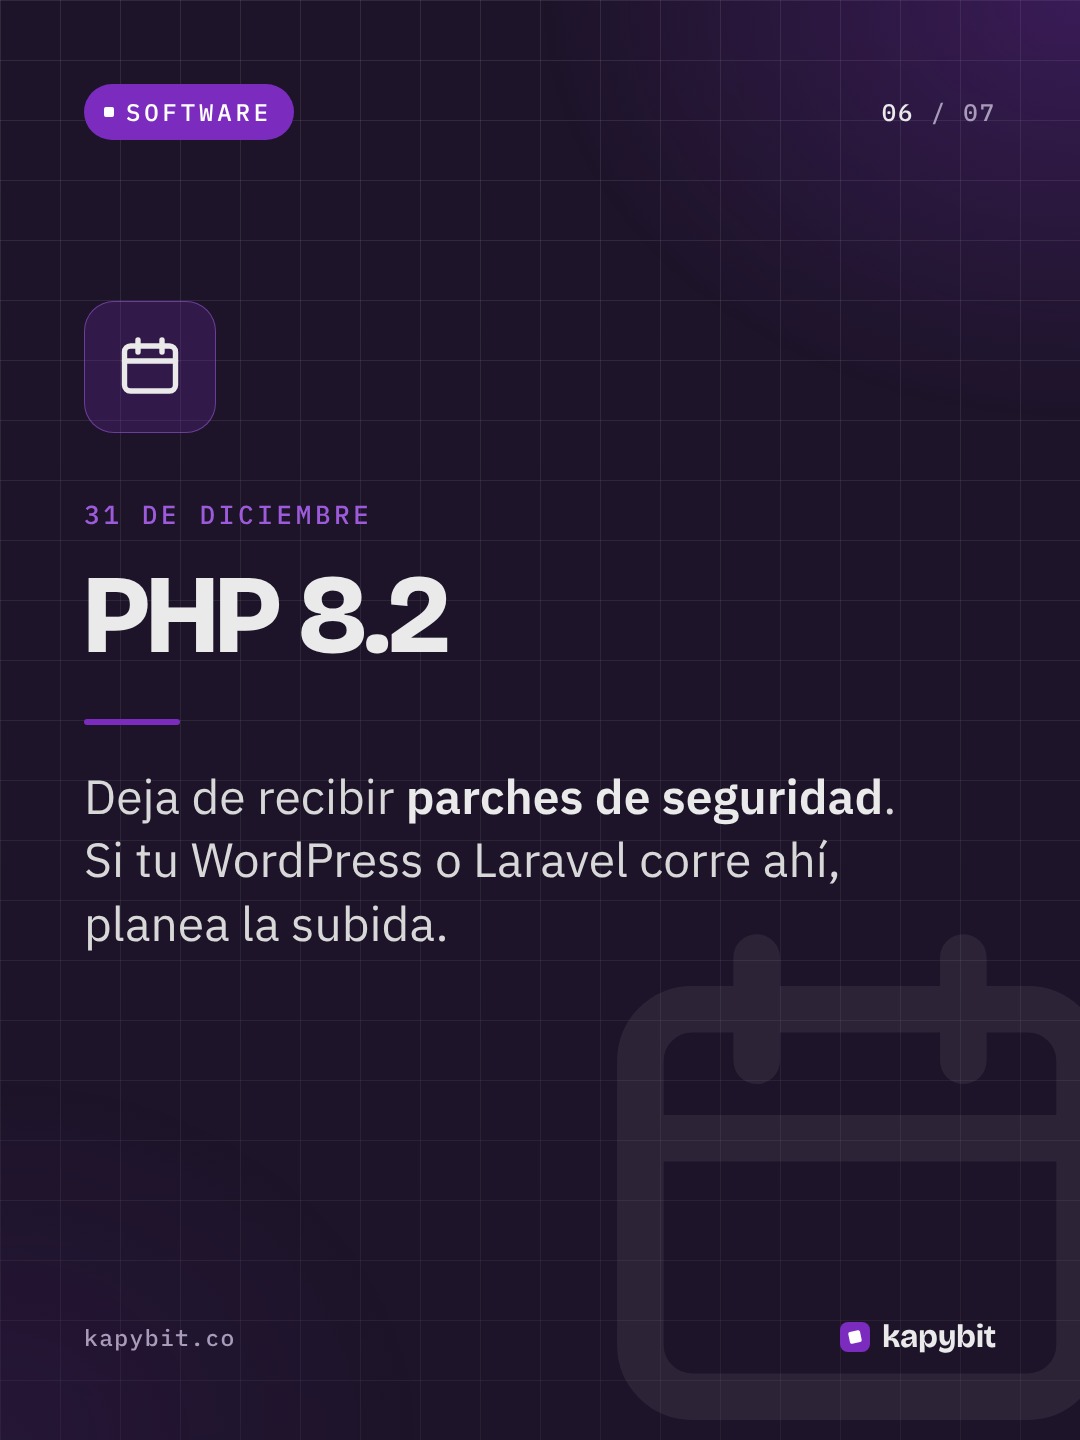 SOFTWARE
06 / 07
31 DE DICIEMBRE
PHP 8.2
Deja de recibir parches de seguridad.
Si tu WordPress o Laravel corre ahí,
planea la subida.
kapybit.co
kapybit